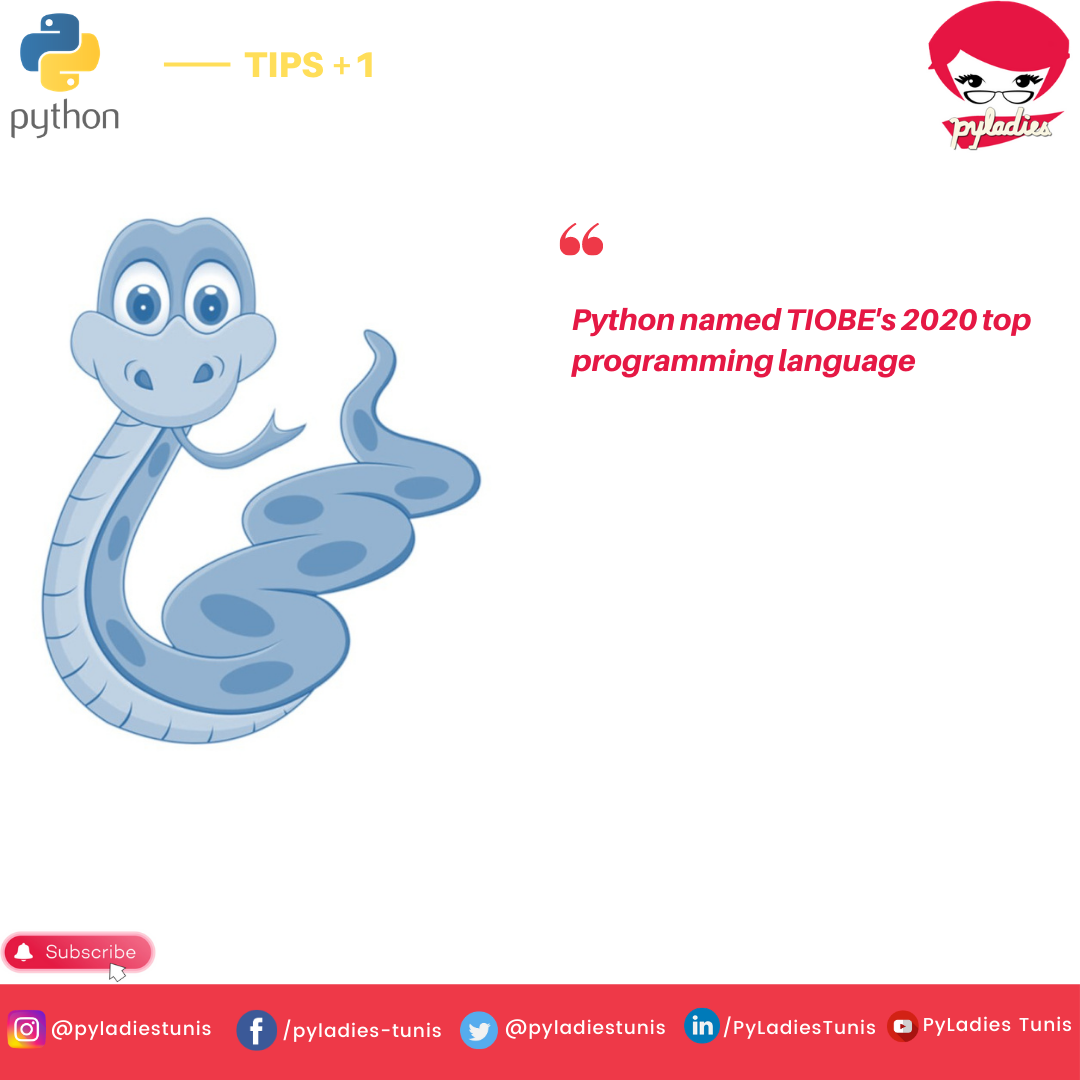 python
TIPS + 1
pyladies
Python named TIOBE's 2020 top
programming language
Subscribe
@pyladiestunis
/pyladies-tunis
@pyladiestunis
/PyLadiesTunis
PyLadies Tunis